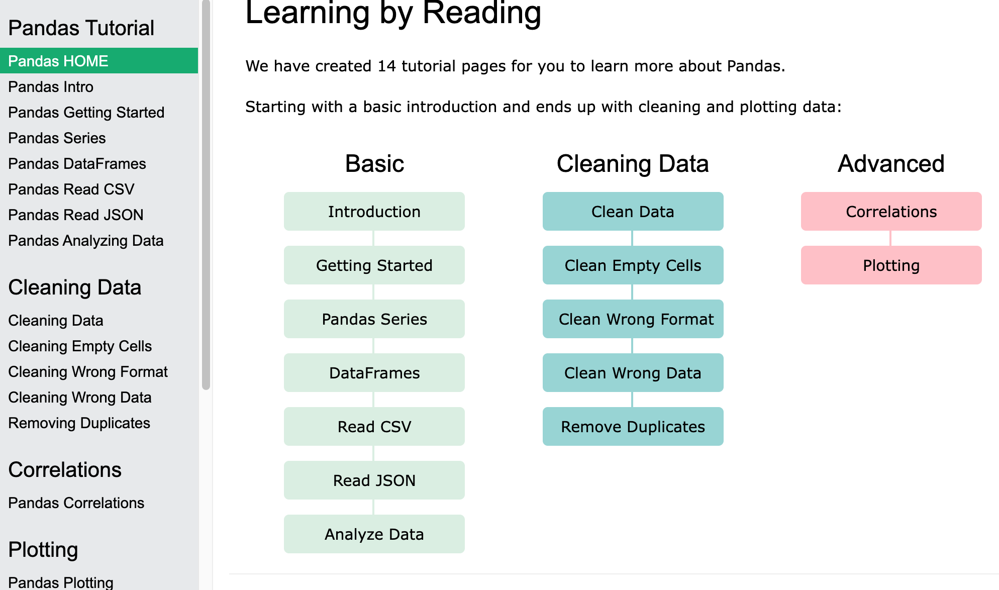 Pandas Tutorial
Pandas HOME
Pandas Intro
Pandas Getting Started
Pandas Series
Pandas DataFrames
Pandas Read CSV
Pandas Read JSON
Pandas Analyzing Data
Cleaning Data
Cleaning Data
Cleaning Empty Cells
Cleaning Wrong Format
Cleaning Wrong Data
Removing Duplicates
Correlations
Pandas Correlations
Plotting
Pandas Plotting
Learning by Reading
We have created 14 tutorial pages for you to learn more about Pandas.
Starting with a basic introduction and ends up with cleaning and plotting data:
Basic
Introduction
Getting Started
Pandas Series
DataFrames
Read CSV
Read JSON
Analyze Data
Cleaning Data
Clean Data
Clean Empty Cells
Clean Wrong Format
Clean Wrong Data
Remove Duplicates
Advanced
Correlations
Plotting